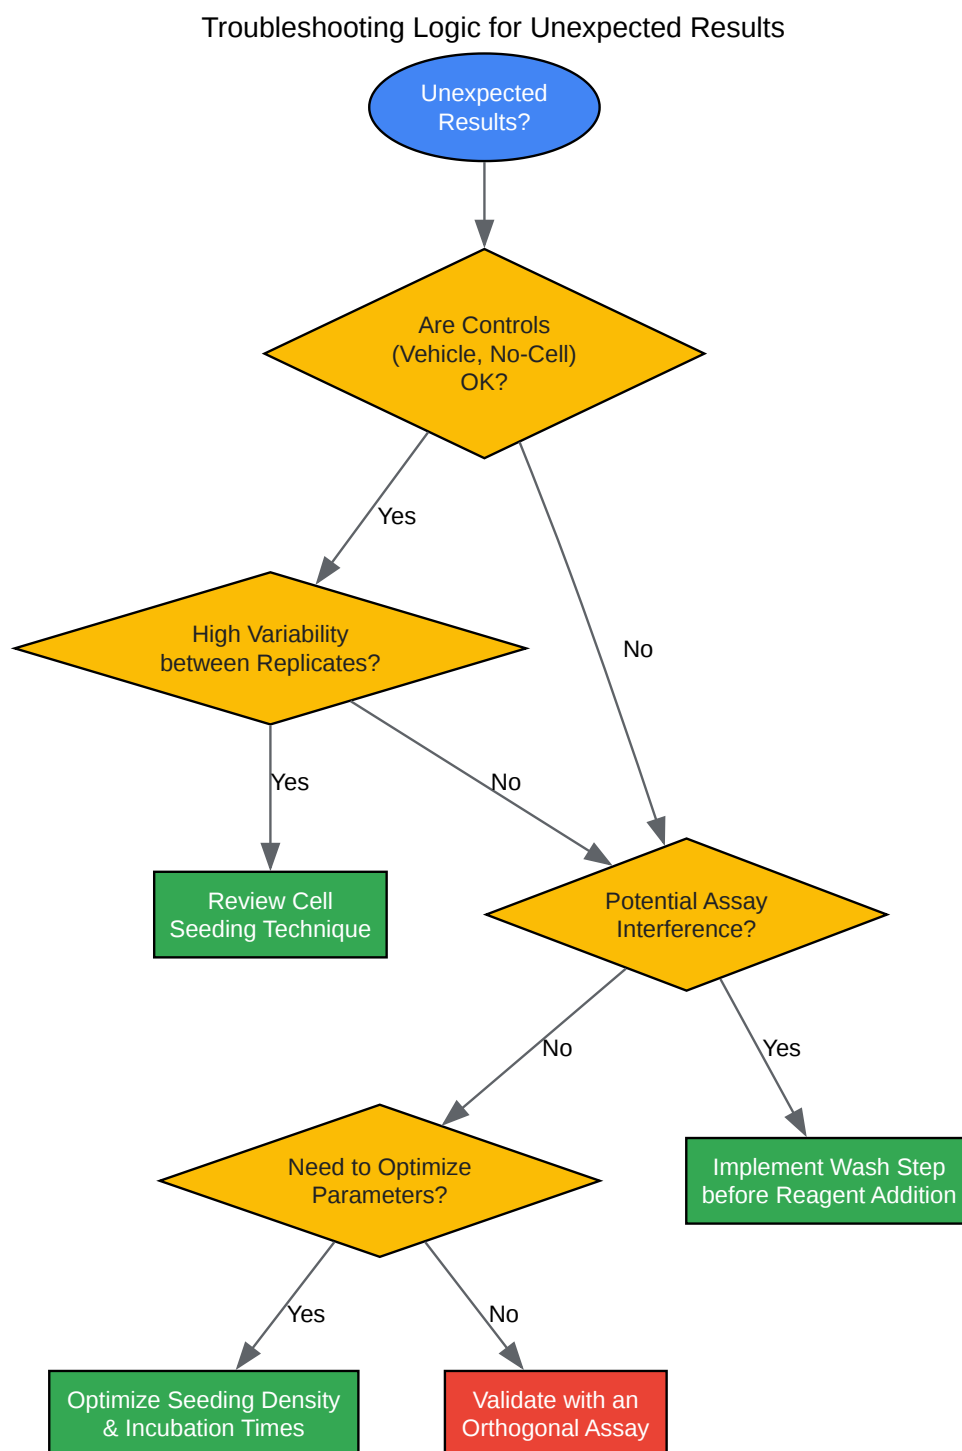 Troubleshooting Logic for Unexpected Results
Unexpected
Results?
Are Controls
(Vehicle, No-Cell)
OK?
Yes
No
High Variability
between Replicates?
Yes
No
Review Cell
Seeding Technique
Potential Assay
Interference?
No
Yes
Need to Optimize
Parameters?
Implement Wash Step
before Reagent Addition
Yes
No
Optimize Seeding Density
& Incubation Times
Validate with an
Orthogonal Assay